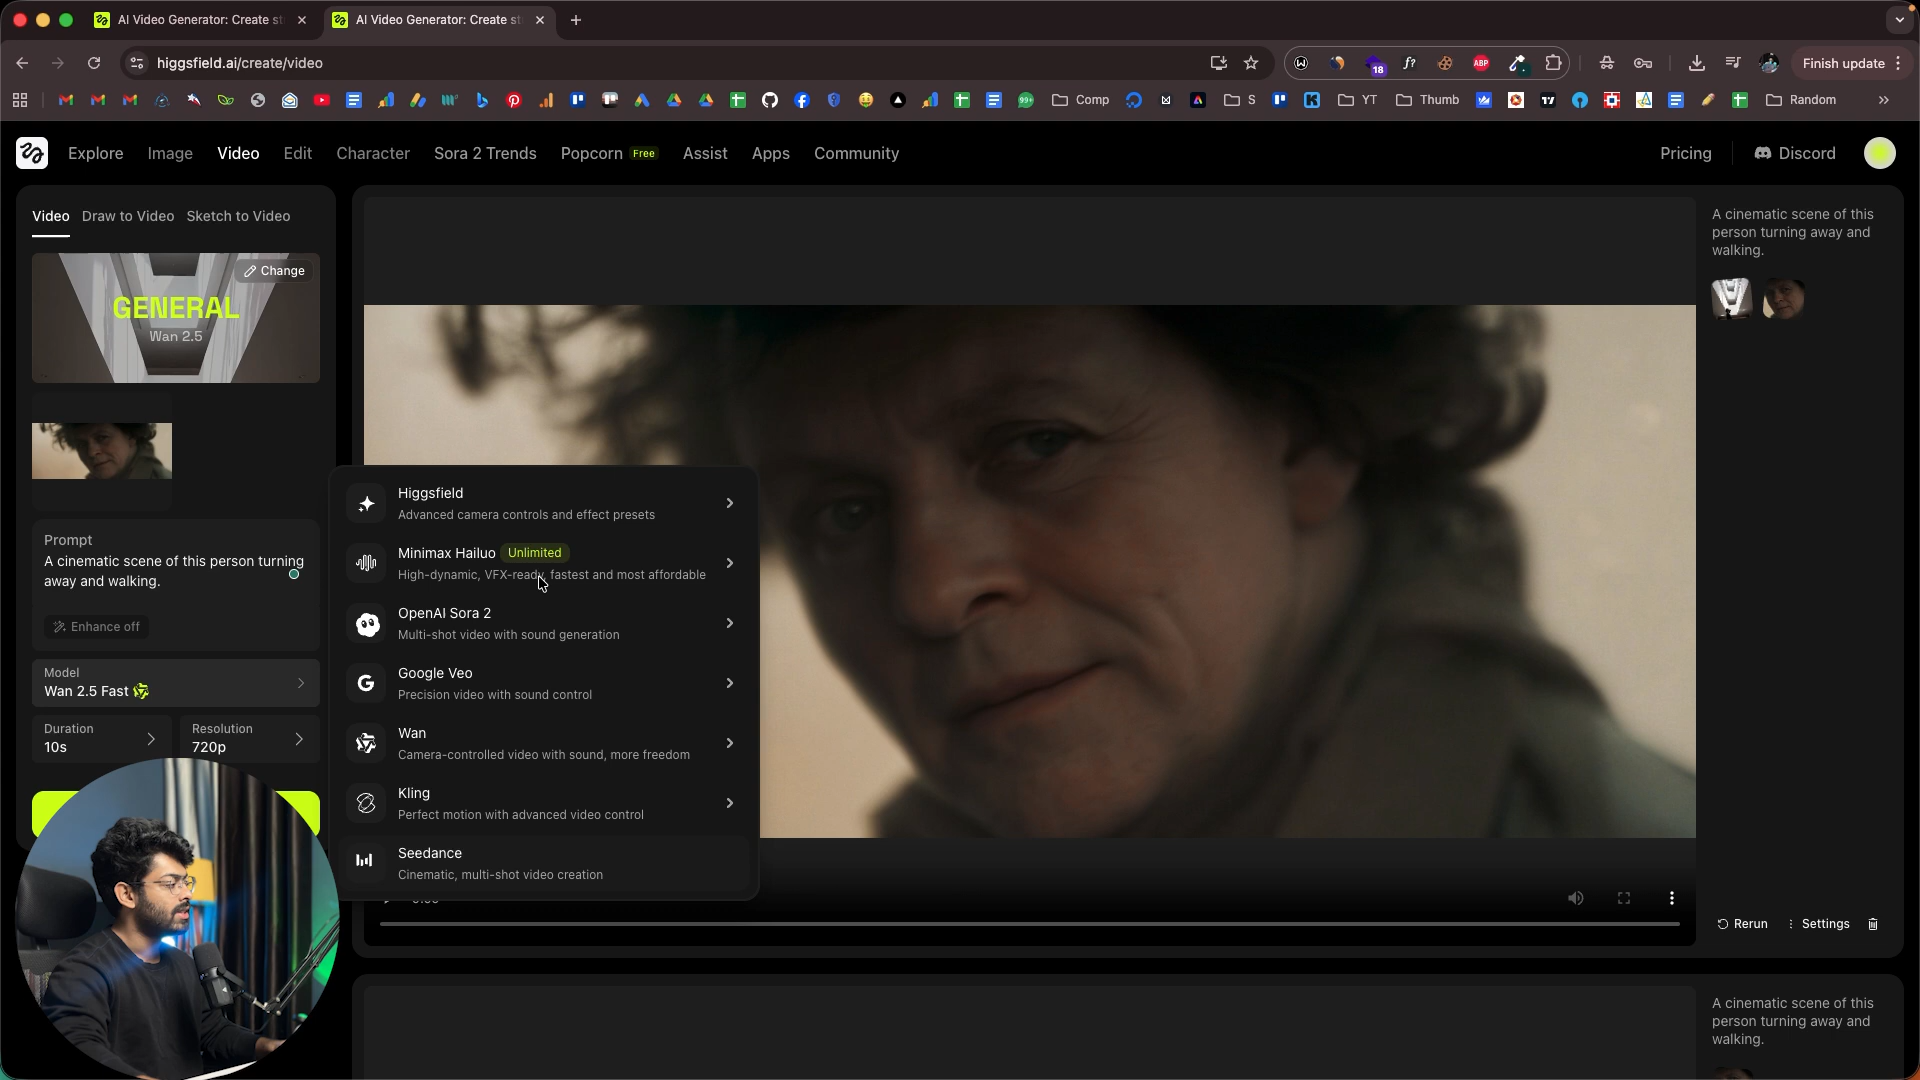 AI Video Generator: Create st
AI Video Generator: Create st
higgsfield.ai/create/video
18
ABP
Finish update
99+
Comp
S
YT
Thumb
Random
Explore
Image
Video
Edit
Character
Sora 2 Trends
Popcorn Free
Assist
Apps
Community
Pricing
Discord
Video
Draw to Video
Sketch to Video
Change
GENERAL
Wan 2.5
Prompt
A cinematic scene of this person turning
away and walking.
Enhance off
Model
Wan 2.5 Fast
Duration
10s
Resolution
720p
Higgsfield
Advanced camera controls and effect presets
Minimax Hailuo Unlimited
High-dynamic, VFX-ready, fastest and most affordable
OpenAI Sora 2
Multi-shot video with sound generation
Google Veo
Precision video with sound control
Wan
Camera-controlled video with sound, more freedom
Kling
Perfect motion with advanced video control
Seedance
Cinematic, multi-shot video creation
A cinematic scene of this
person turning away and
walking.
Rerun
Settings
A cinematic scene of this
person turning away and
walking.